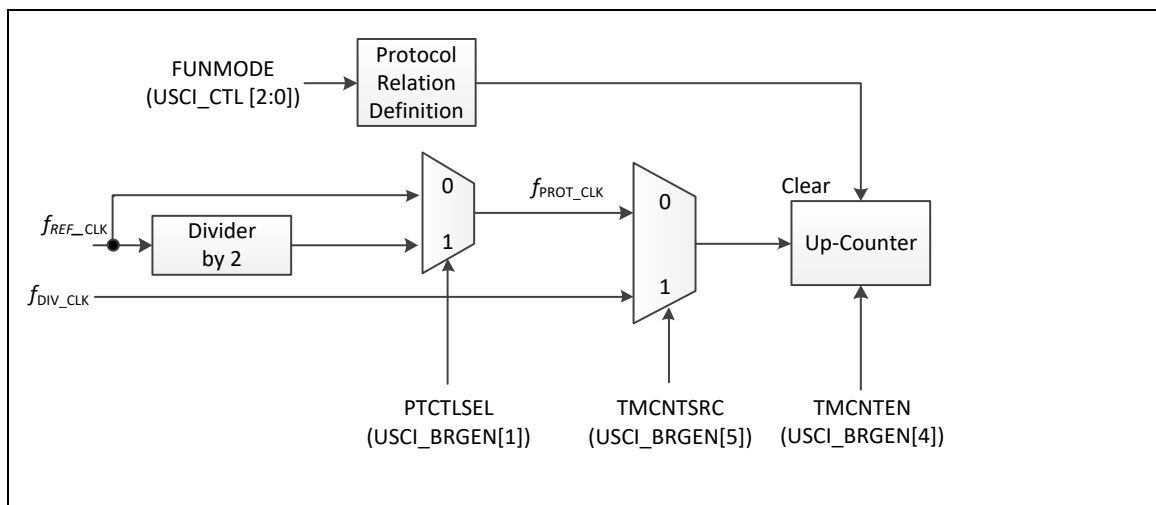 FUNMODE
(USCI_CTL [2:0])
Protocol
Relation
Definition
Clear
0
1
fREF_CLK
Divider
by 2
fPROT_CLK
0
1
Up-Counter
fDIV_CLK
PTCTLSEL
(USCI_BRGEN[1])
TMCNTSRC
(USCI_BRGEN[5])
TMCNTEN
(USCI_BRGEN[4])